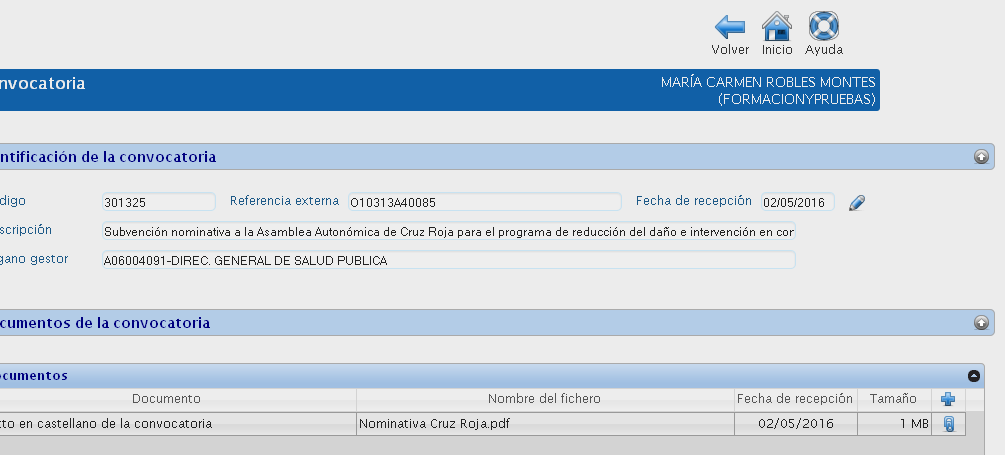 Volver Inicio Ayuda
nvocatoria MARÍA CARMEN ROBLES MONTES
(FORMACIONYPRUEBAS)
ntificación de la convocatoria
digo 301325 Referencia externa O10313A40085 Fecha de recepción 02/05/2016
scripción Subvención nominativa a la Asamblea Autonómica de Cruz Roja para el programa de reducción del daño e intervención en cor
gano gestor A06004091-DIREC. GENERAL DE SALUD PUBLICA
cumentos de la convocatoria
ocumentos
Documento Nombre del fichero Fecha de recepción Tamaño
to en castellano de la convocatoria Nominativa Cruz Roja.pdf 02/05/2016 1 MB